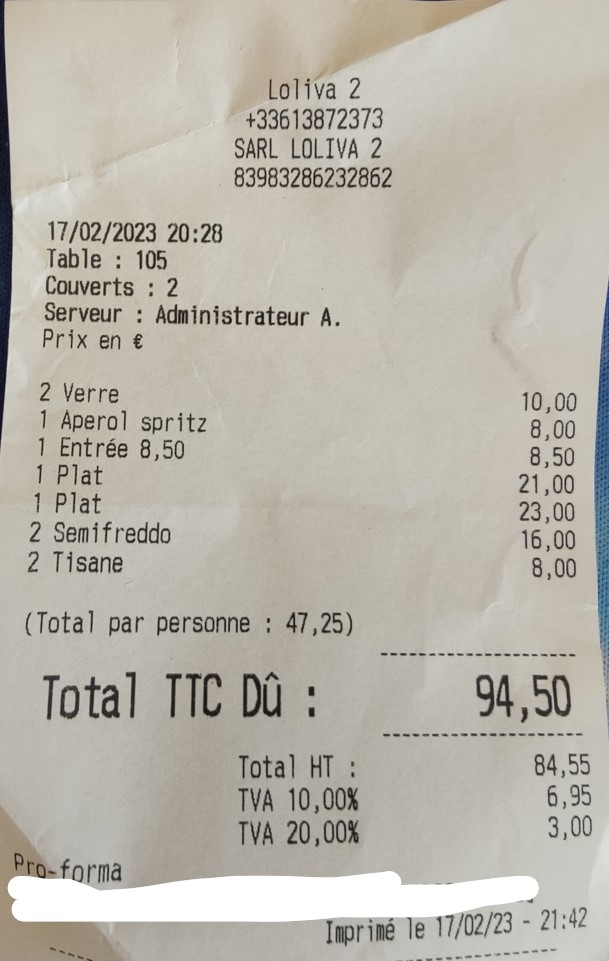 Loliva 2
+33613872373
SARL LOLIVA 2
83983286232862
17/02/2023 20:28
Table : 105
Couverts : 2
Serveur : Administrateur A.
Prix en €
2 Verre 10,00
1 Aperol spritz 8,00
1 Entrée 8,50 8,50
1 Plat 21,00
1 Plat 23,00
2 Semifreddo 16,00
2 Tisane 8,00
(Total par personne : 47,25)
Total TTC Dû : 94,50
Total HT : 84,55
TVA 10,00% 6,95
TVA 20,00% 3,00
Pro-forma
Imprimé le 17/02/23 - 21:42